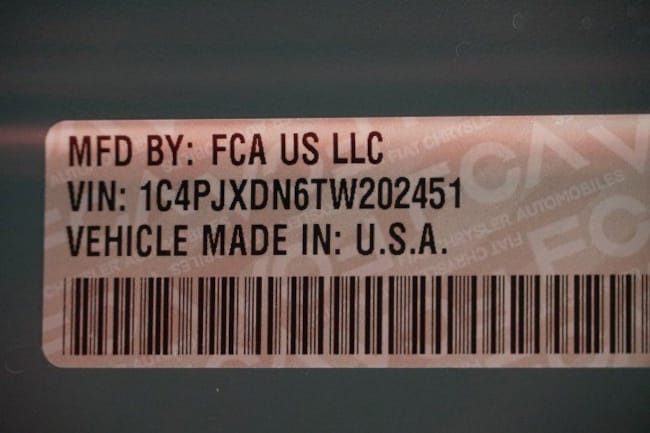 MFD BY: FCA US LLC
VIN: 1C4PJXDN6TW202451
VEHICLE MADE IN: U.S.A.